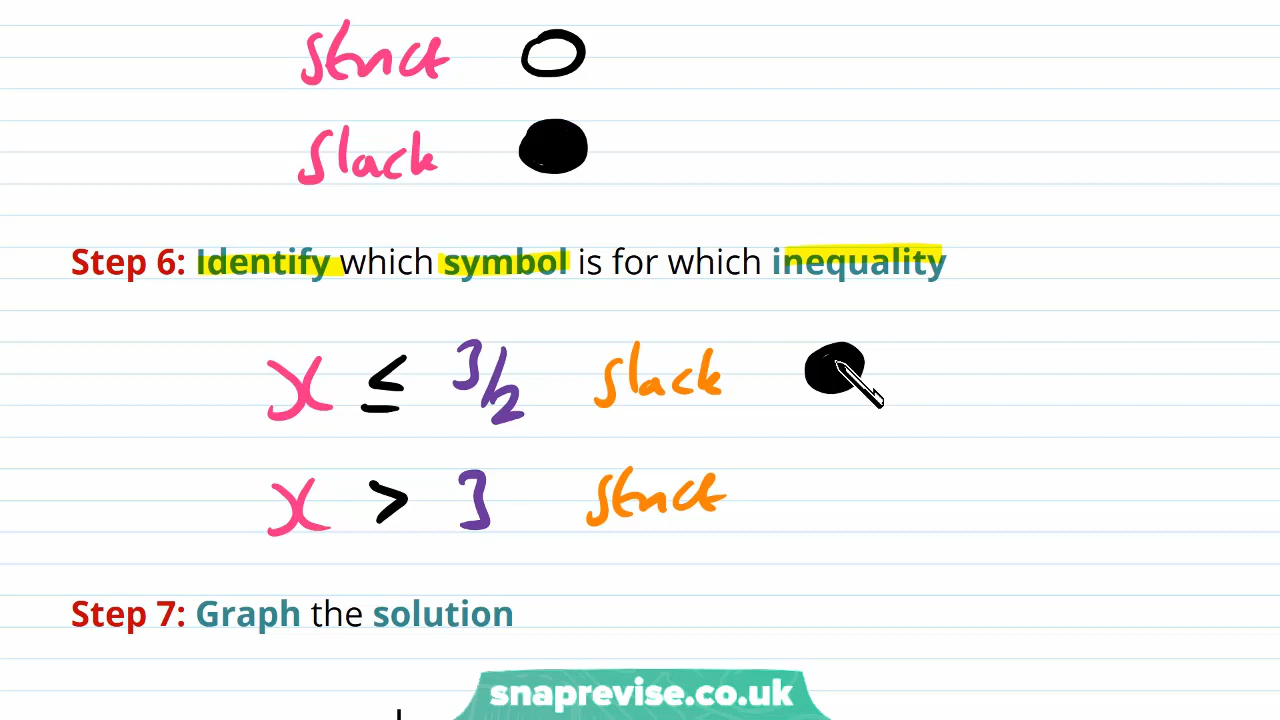 strict
slack
Step 6: Identify which symbol is for which inequality
x ≤ 3/2 slack
x > 3 strict
Step 7: Graph the solution
snaprevise.co.uk